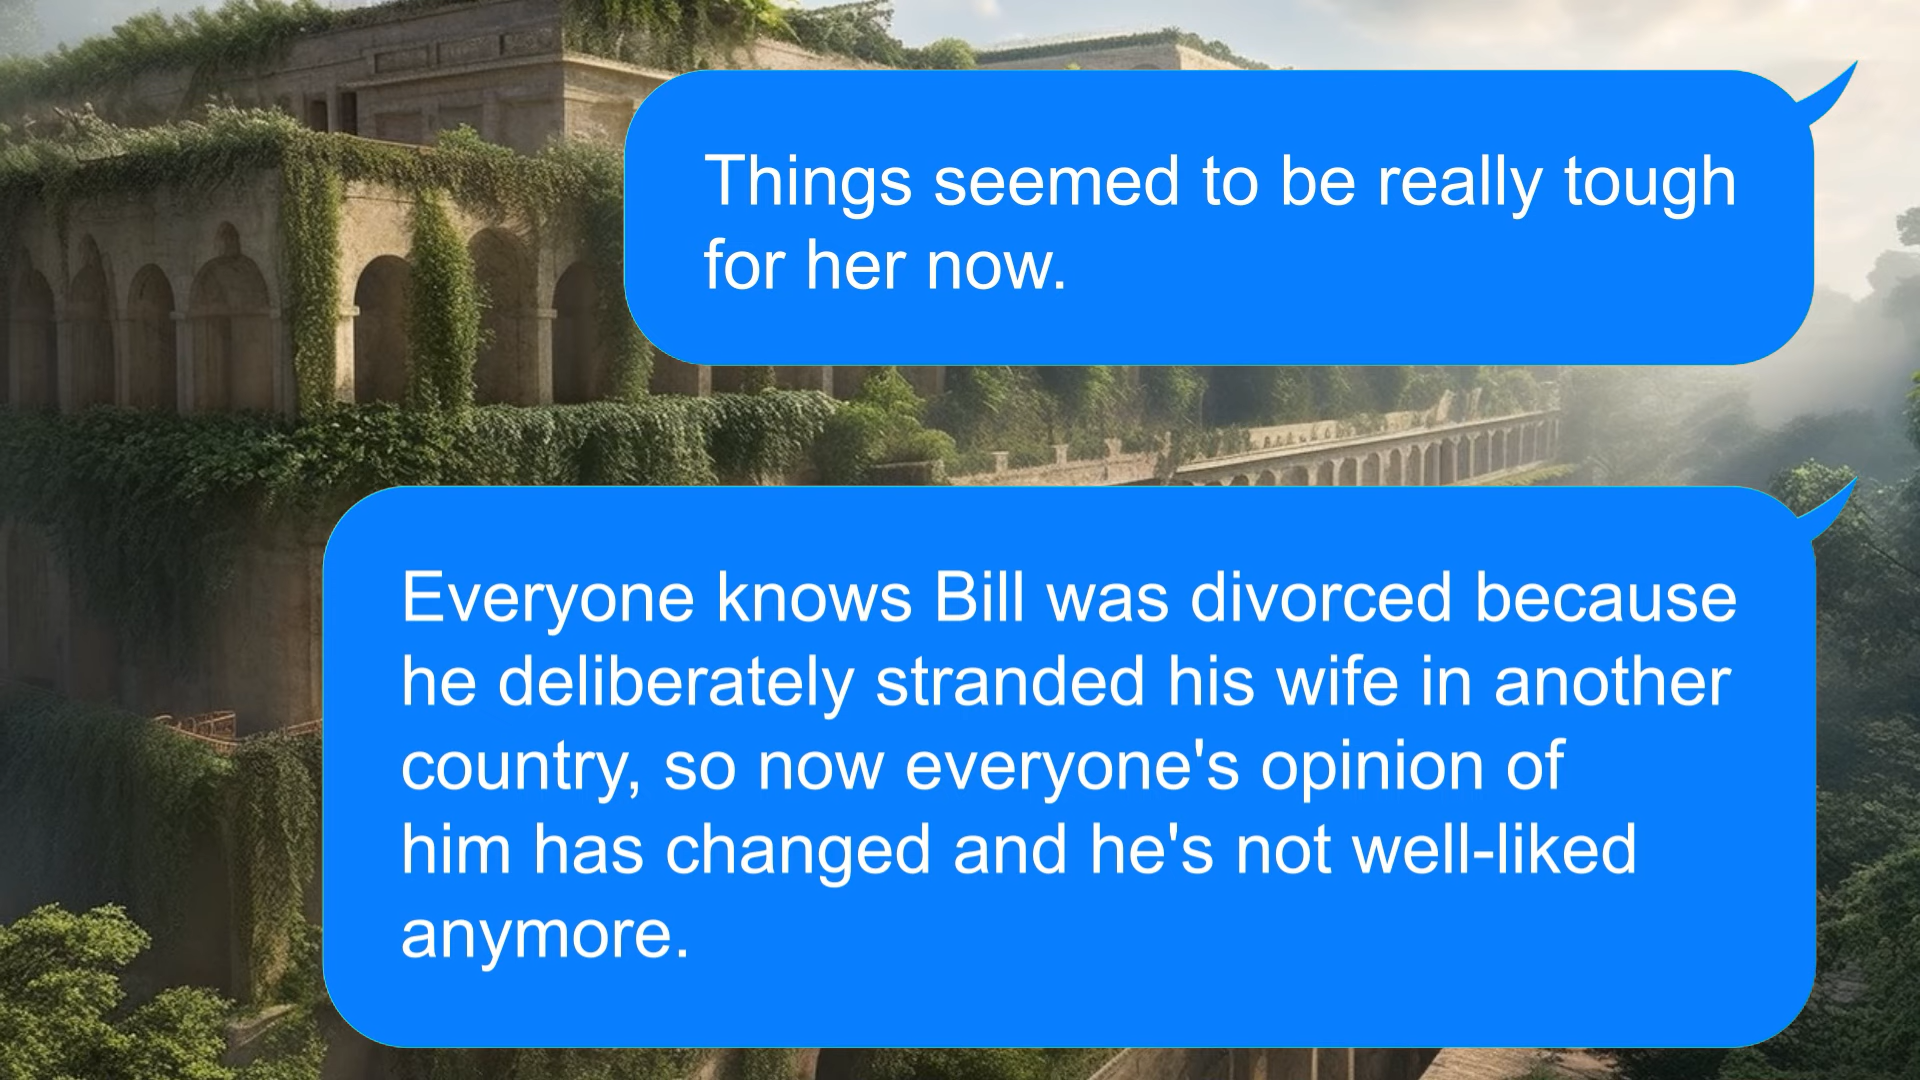 Things seemed to be really tough
for her now.
Everyone knows Bill was divorced because
he deliberately stranded his wife in another
country, so now everyone's opinion of
him has changed and he's not well-liked
anymore.